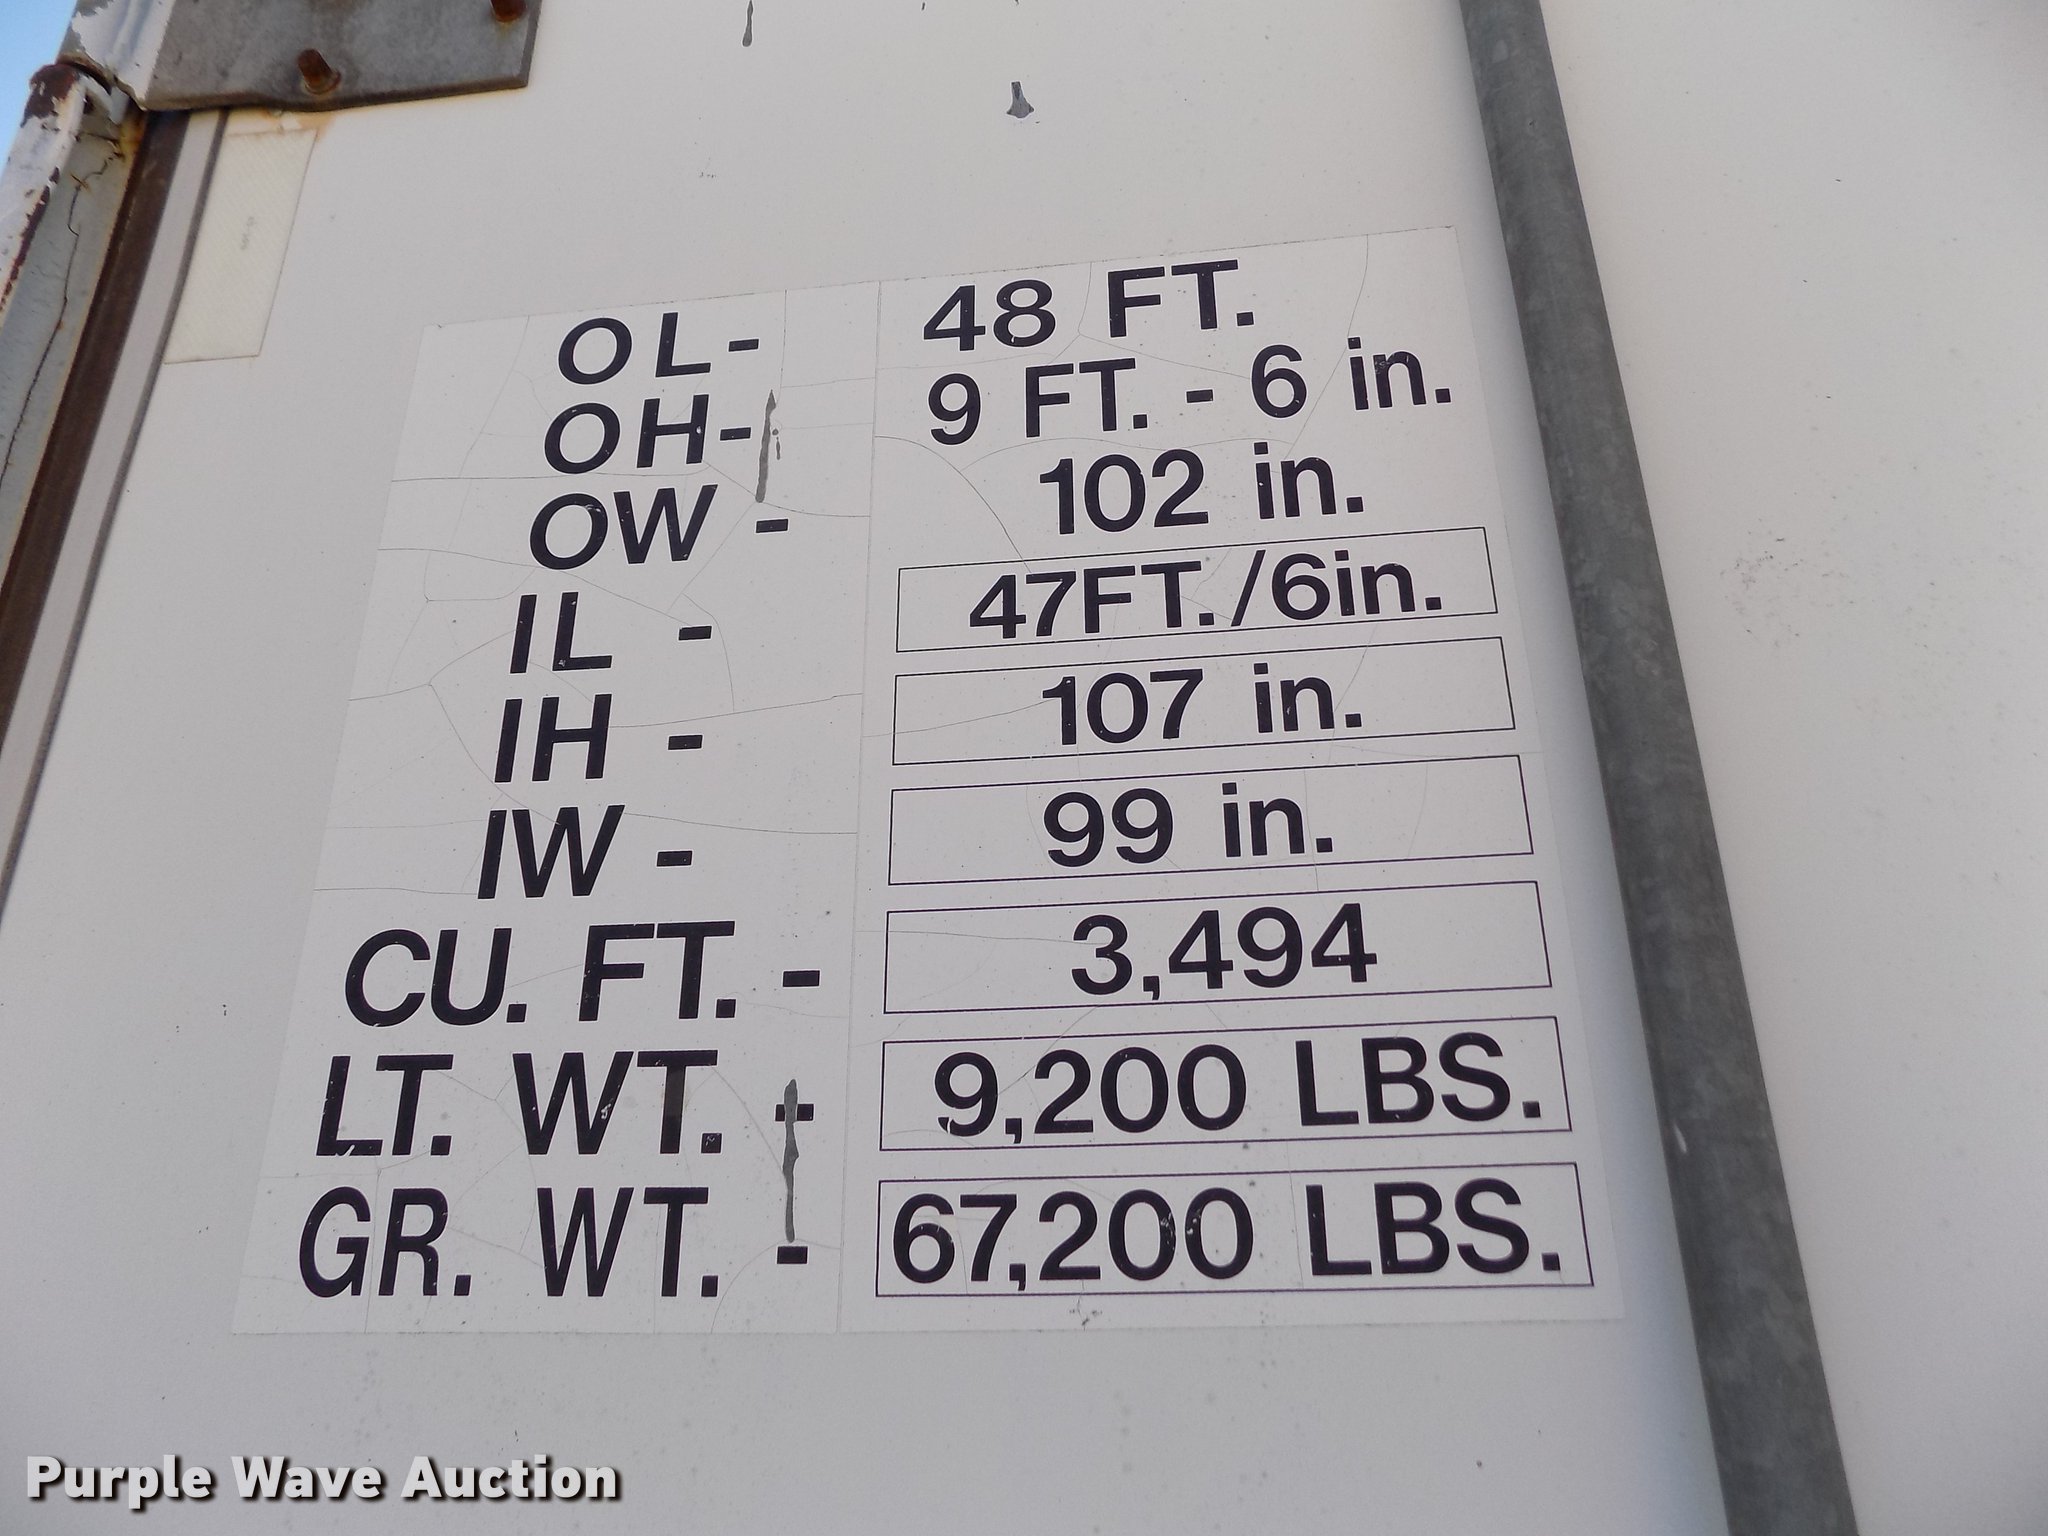 OL- 48 FT.
OH- 9 FT. - 6 in.
OW - 102 in.
IL - 47FT./6in.
IH - 107 in.
IW - 99 in.
CU. FT. - 3,494
LT. WT. - 9,200 LBS.
GR. WT. - 67,200 LBS.
Purple Wave Auction